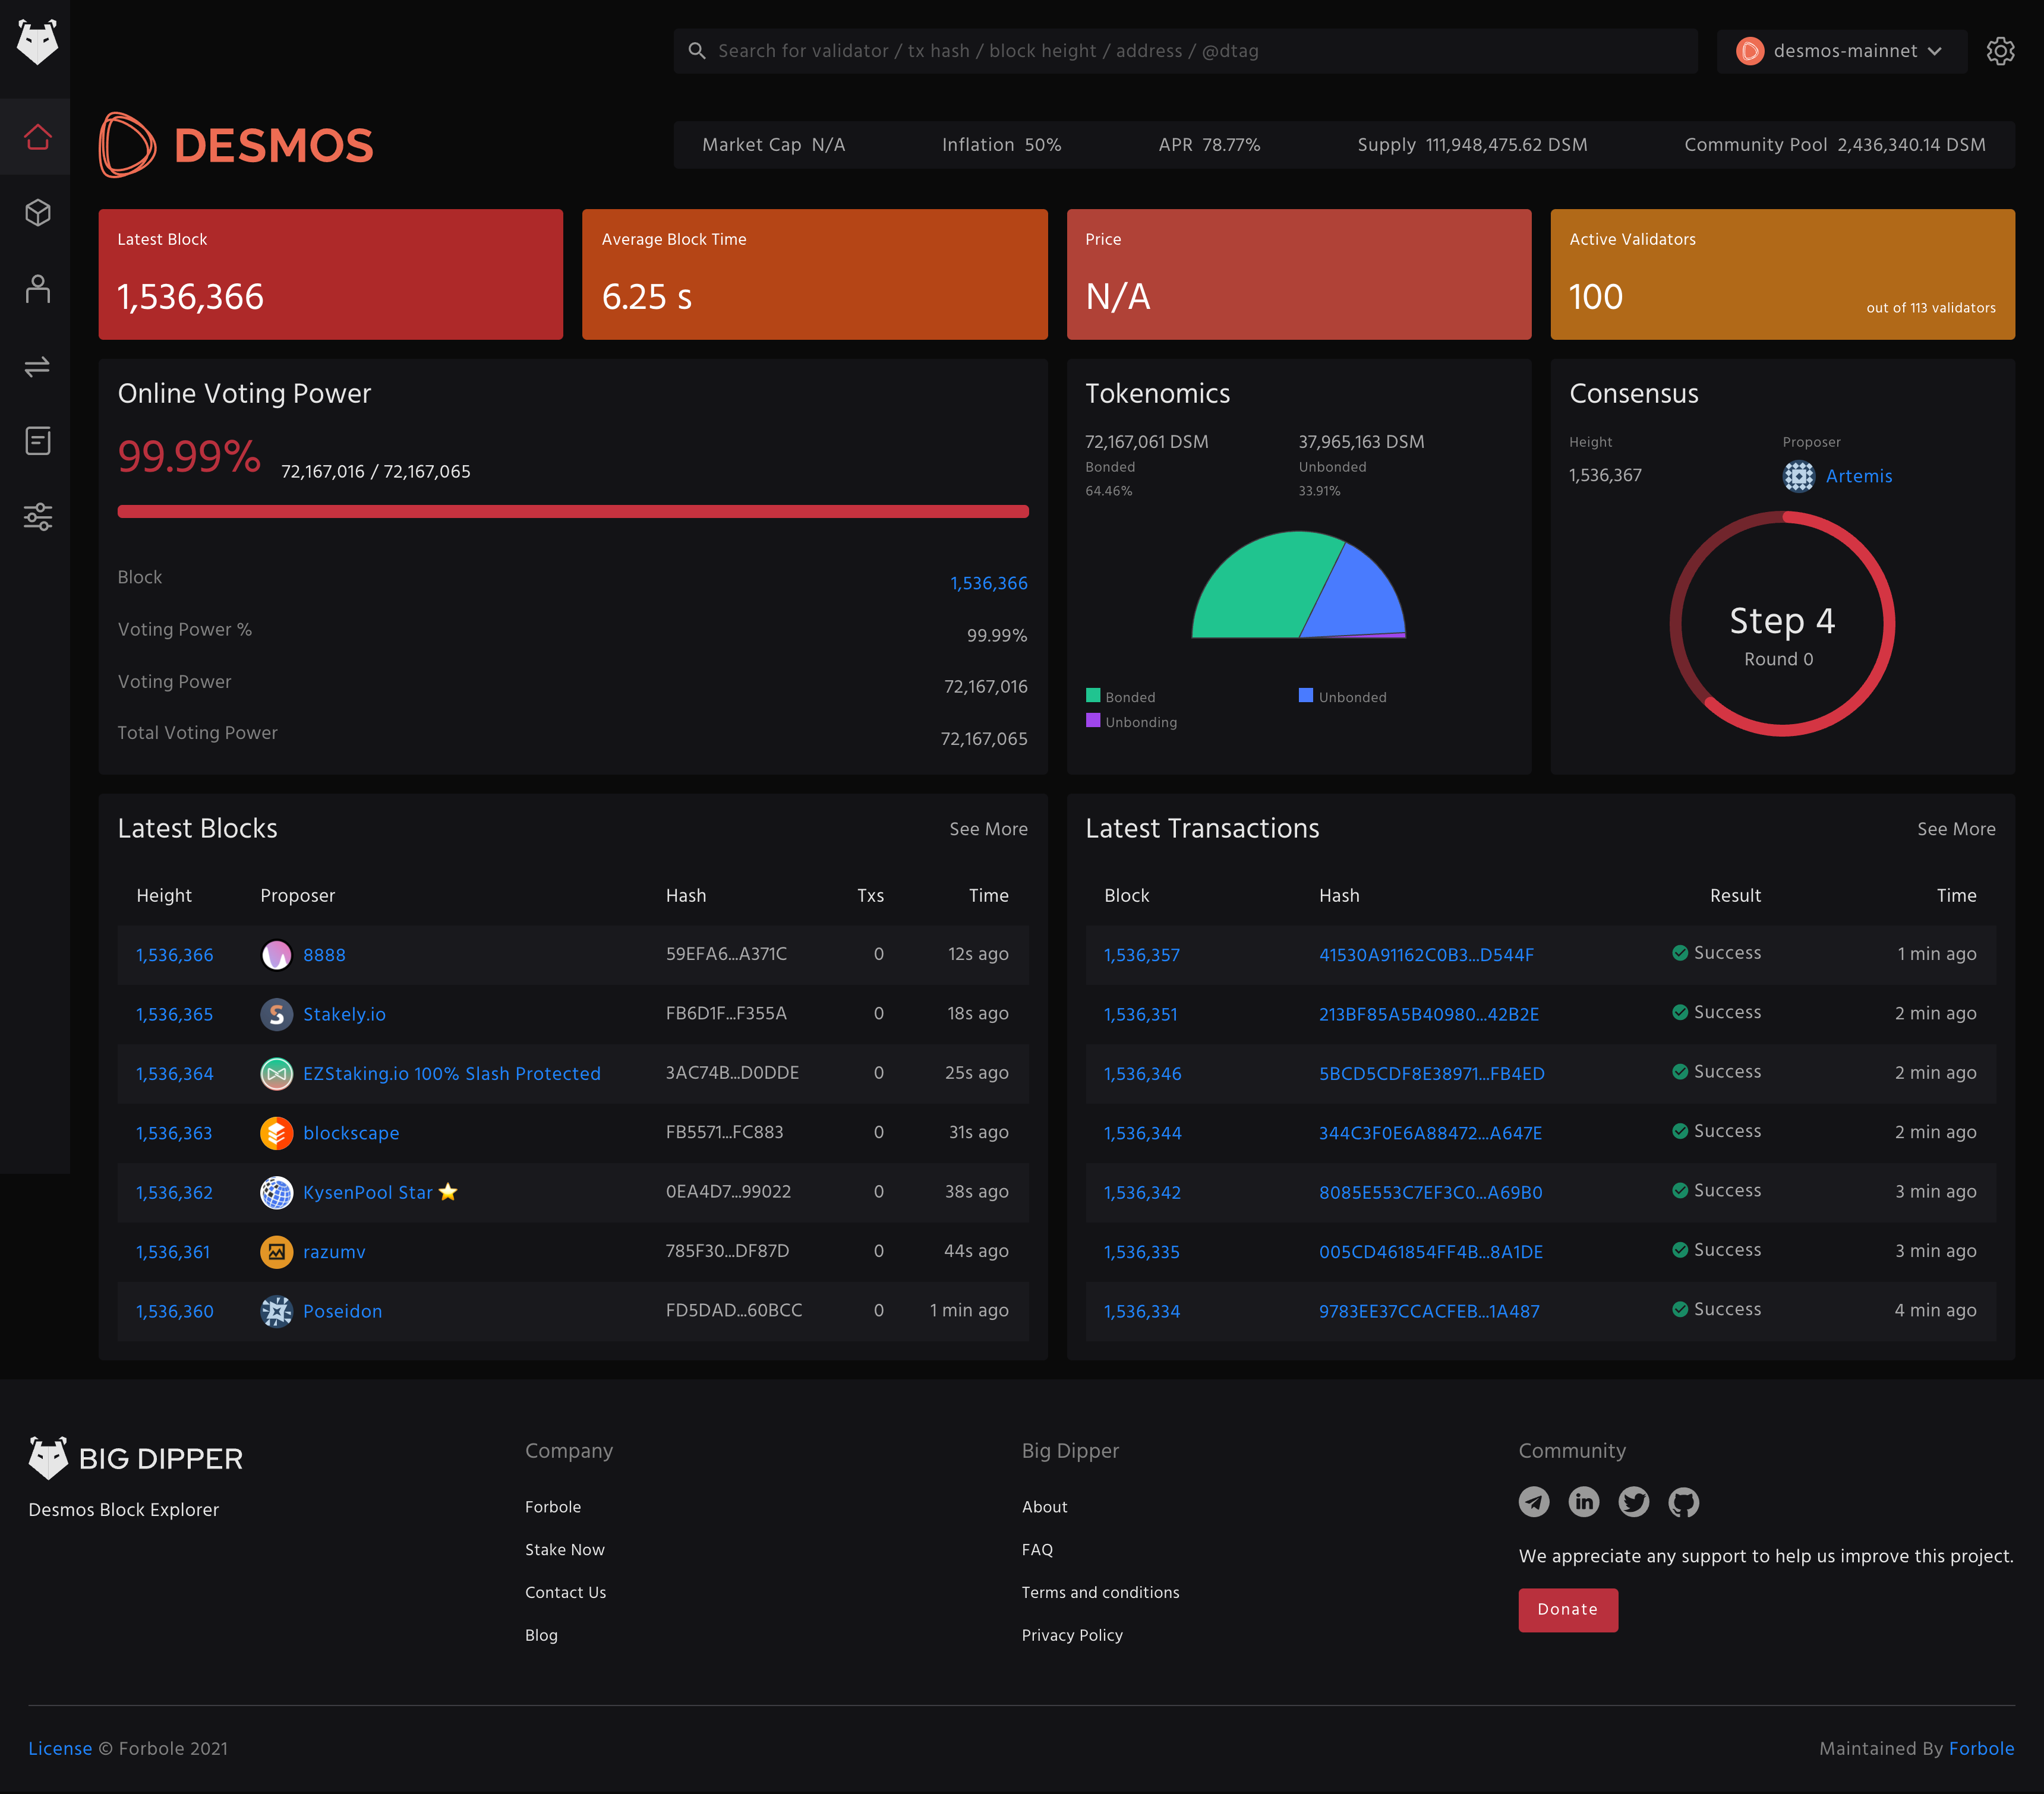 Search for validator / tx hash / block height / address / @dtag
desmos-mainnet
DESMOS
Market Cap N/A
Inflation 50%
APR 78.77%
Supply 111,948,475.62 DSM
Community Pool 2,436,340.14 DSM
Latest Block
1,536,366
Average Block Time
6.25 s
Price
N/A
Active Validators
100
out of 113 validators
Online Voting Power
99.99% 72,167,016 / 72,167,065
Block 1,536,366
Voting Power % 99.99%
Voting Power 72,167,016
Total Voting Power 72,167,065
Tokenomics
72,167,061 DSM
Bonded
64.46%
37,965,163 DSM
Unbonded
33.91%
Bonded
Unbonded
Unbonding
Consensus
Height
1,536,367
Proposer
Artemis
Step 4
Round 0
Latest Blocks
See More
Height Proposer Hash Txs Time
1,536,366 8888 59EFA6...A371C 0 12s ago
1,536,365 Stakely.io FB6D1F...F355A 0 18s ago
1,536,364 EZStaking.io 100% Slash Protected 3AC74B...D0DDE 0 25s ago
1,536,363 blockscape FB5571...FC883 0 31s ago
1,536,362 KysenPool Star ⭐ 0EA4D7...99022 0 38s ago
1,536,361 razumv 785F30...DF87D 0 44s ago
1,536,360 Poseidon FD5DAD...60BCC 0 1 min ago
Latest Transactions
See More
Block Hash Result Time
1,536,357 41530A91162C0B3...D544F Success 1 min ago
1,536,351 213BF85A5B40980...42B2E Success 2 min ago
1,536,346 5BCD5CDF8E38971...FB4ED Success 2 min ago
1,536,344 344C3F0E6A88472...A647E Success 2 min ago
1,536,342 8085E553C7EF3C0...A69B0 Success 3 min ago
1,536,335 005CD461854FF4B...8A1DE Success 3 min ago
1,536,334 9783EE37CCACFEB...1A487 Success 4 min ago
BIG DIPPER
Desmos Block Explorer
Company
Forbole
Stake Now
Contact Us
Blog
Big Dipper
About
FAQ
Terms and conditions
Privacy Policy
Community
in
We appreciate any support to help us improve this project.
Donate
License © Forbole 2021
Maintained By Forbole